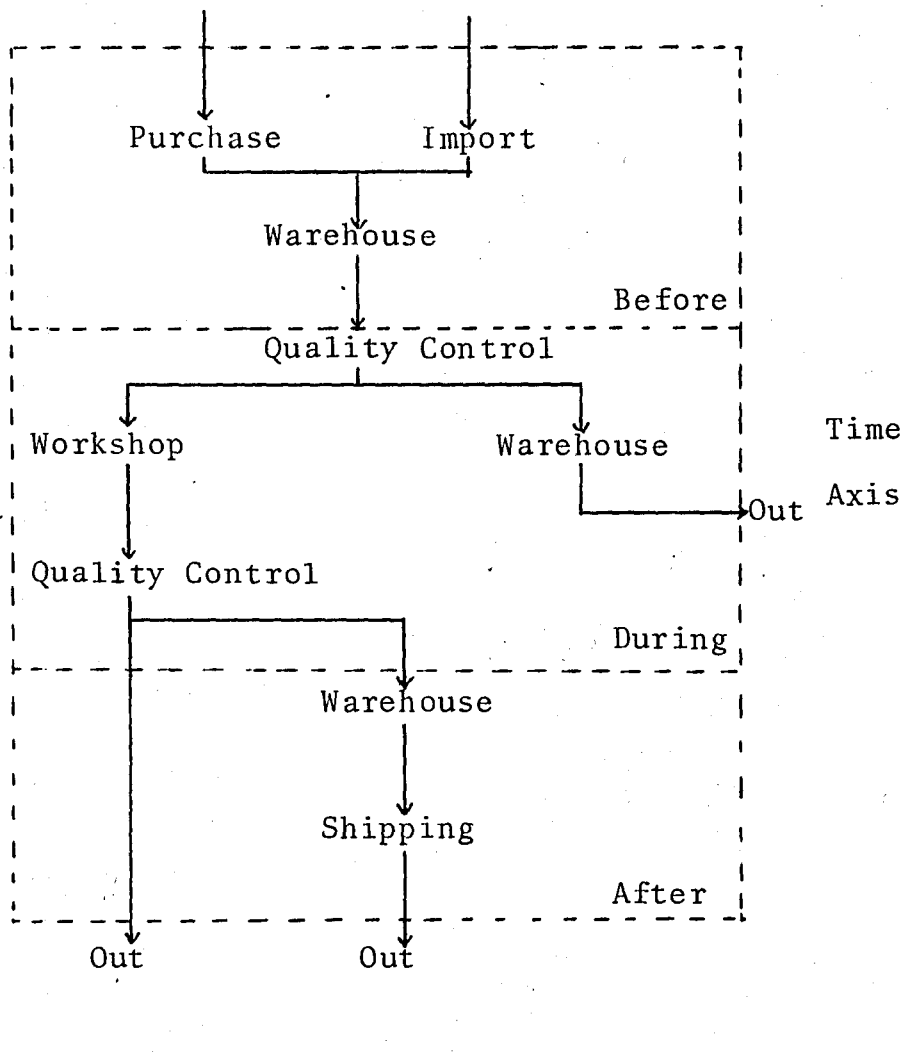 Purchase
Import
Warehouse
Before
Quality Control
Workshop
Warehouse
Time
Axis
Out
Quality Control
During
Warehouse
Shipping
After
Out
Out